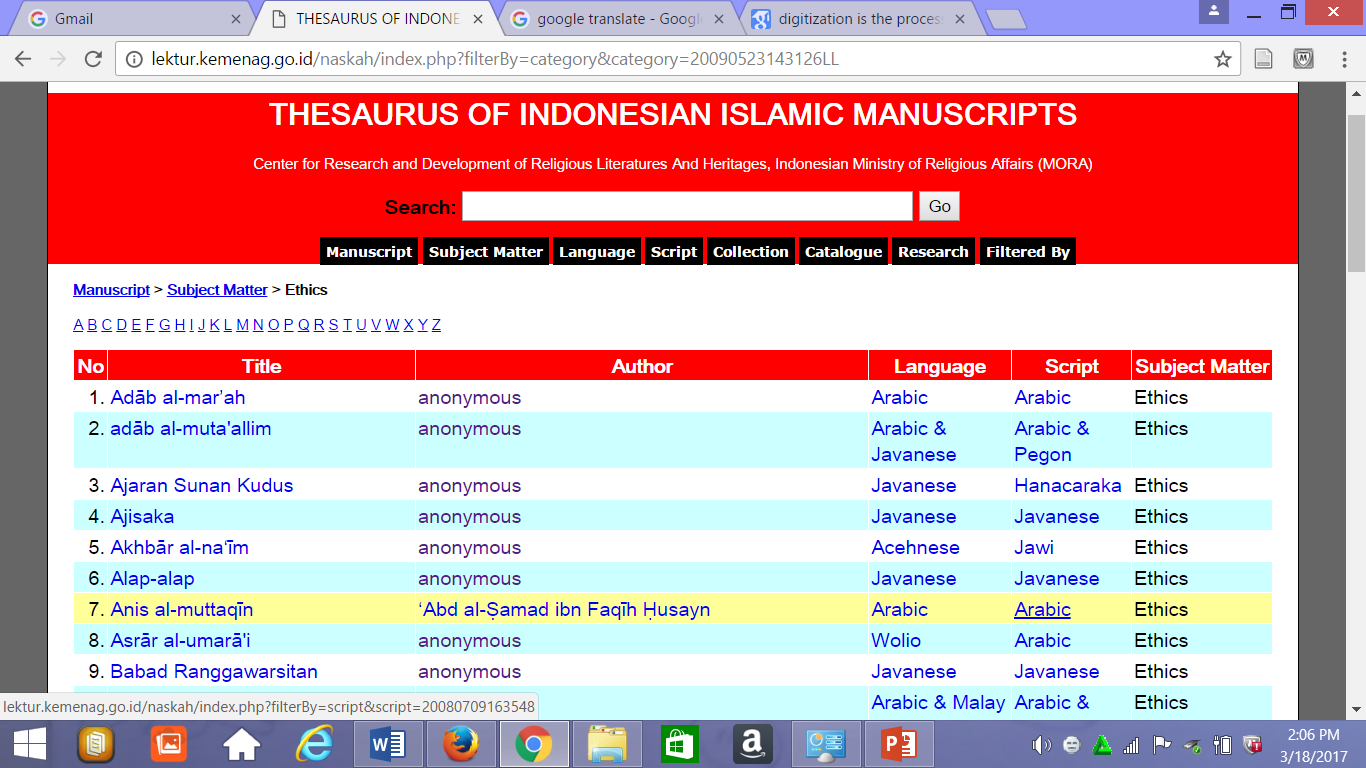 Gmail
THESAURUS OF INDONE
google translate - Googl
digitization is the proces
lektur.kemenag.go.id/naskah/index.php?filterBy=category&category=20090523143126LL
THESAURUS OF INDONESIAN ISLAMIC MANUSCRIPTS
Center for Research and Development of Religious Literatures And Heritages, Indonesian Ministry of Religious Affairs (MORA)
Search: Go
Manuscript Subject Matter Language Script Collection Catalogue Research Filtered By
Manuscript > Subject Matter > Ethics
A B C D E F G H I J K L M N O P Q R S T U V W X Y Z
No Title Author Language Script Subject Matter
1. Adāb al-mar’ah anonymous Arabic Arabic Ethics
2. adāb al-muta'allim anonymous Arabic & Arabic & Ethics
Javanese Pegon
3. Ajaran Sunan Kudus anonymous Javanese Hanacaraka Ethics
4. Ajisaka anonymous Javanese Javanese Ethics
5. Akhbār al-na‘īm anonymous Acehnese Jawi Ethics
6. Alap-alap anonymous Javanese Javanese Ethics
7. Anis al-muttaqīn ‘Abd al-Ṣamad ibn Faqīh Ḥusayn Arabic Arabic Ethics
8. Asrār al-umarā'i anonymous Wolio Arabic Ethics
9. Babad Ranggawarsitan anonymous Javanese Javanese Ethics
Arabic & Malay Arabic & Ethics
lektur.kemenag.go.id/naskah/index.php?filterBy=script&script=20080709163548
2:06 PM
3/18/2017